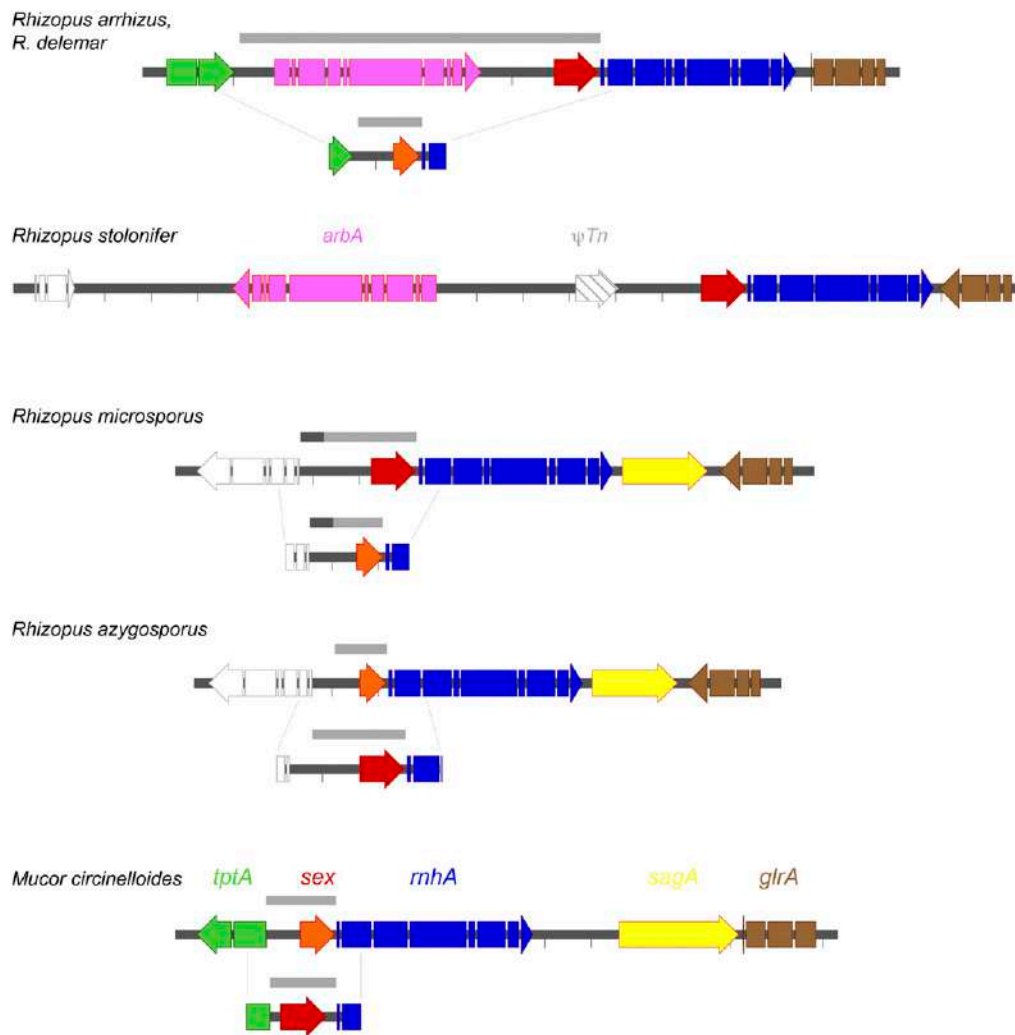 Rhizopus arrhizus,
R. delemar
Rhizopus stolonifer arbA ψTn
Rhizopus microsporus
Rhizopus azygosporus
Mucor circinelloides tptA sex rnhA sagA glrA